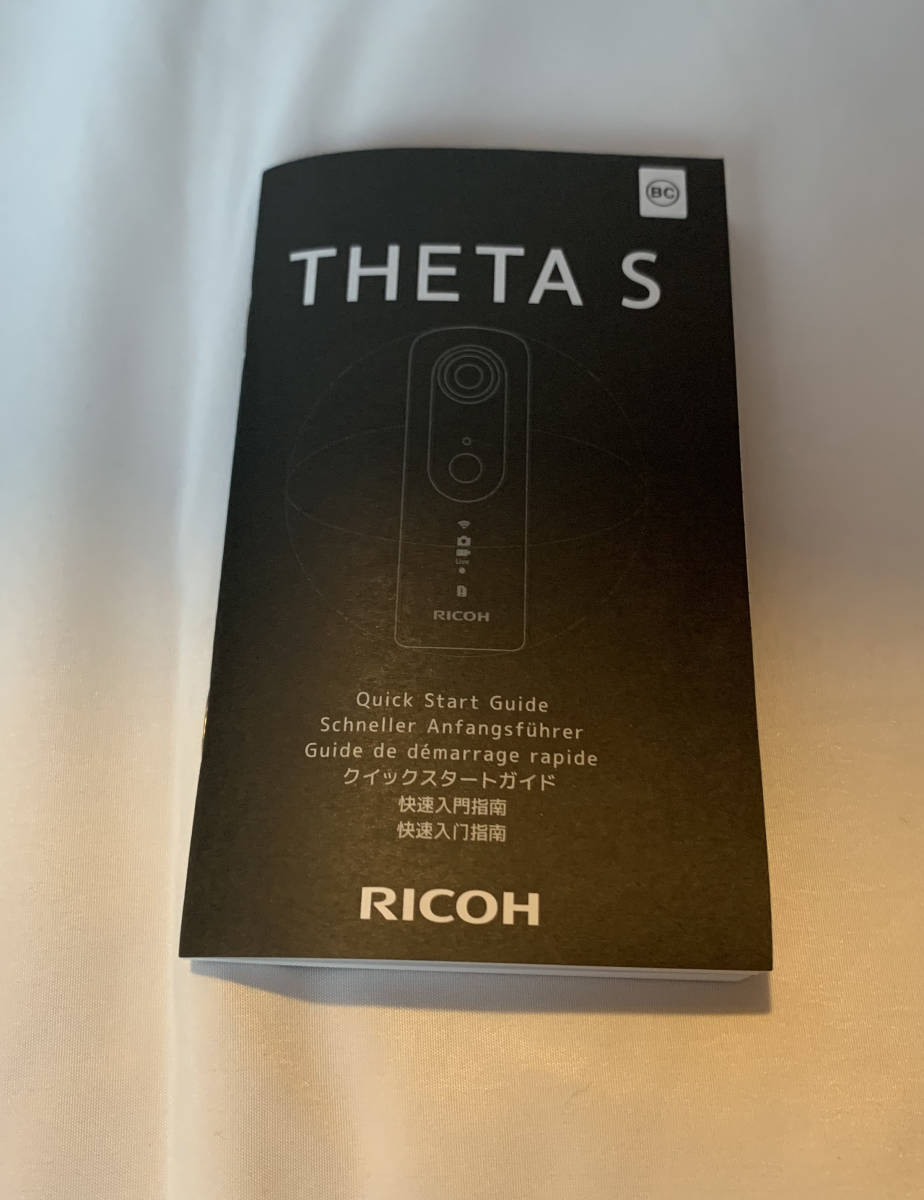 BC
THETA S
Live
RICOH
Quick Start Guide
Schneller Anfangsführer
Guide de démarrage rapide
クイックスタートガイド
快速入門指南
快速入门指南
RICOH